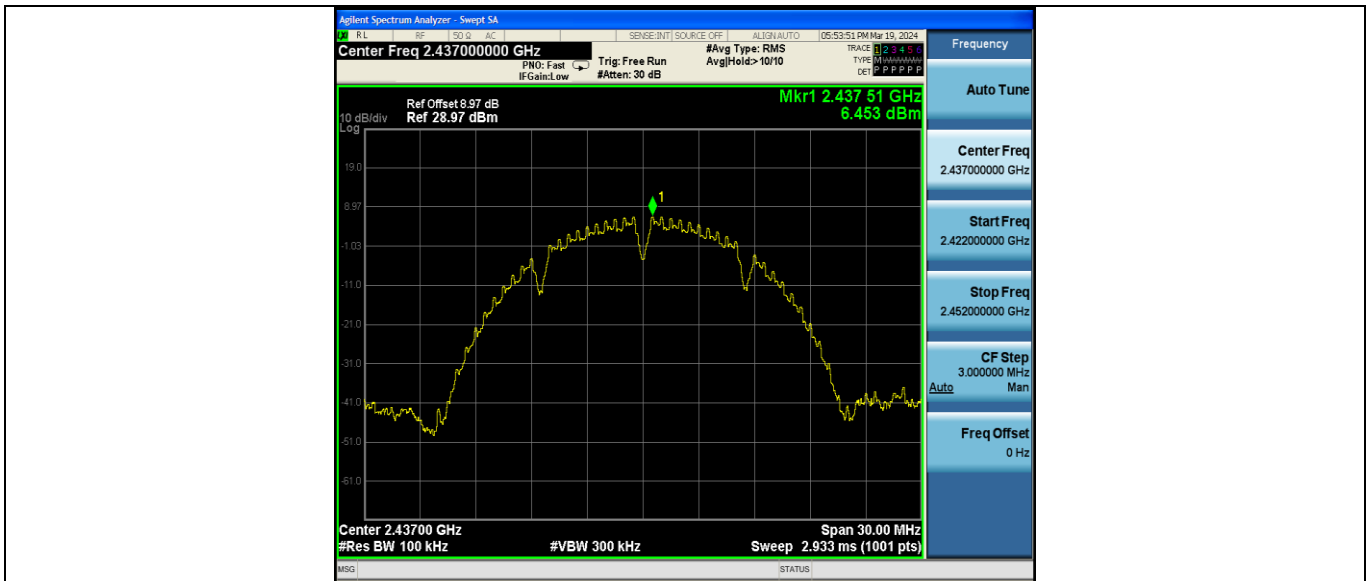 Agilent Spectrum Analyzer - Swept SA
LXI RL RF 50 Ω AC SENSE:INT SOURCE OFF ALIGN AUTO 05:53:51 PM Mar 19, 2024
Center Freq 2.437000000 GHz
PNO: Fast
IFGain:Low
Trig: Free Run
#Atten: 30 dB
#Avg Type: RMS
Avg|Hold:>10/10
TRACE 1 2 3 4 5 6
TYPE M
DET P P P P P P
Frequency
Mkr1 2.437 51 GHz
6.453 dBm
Ref Offset 8.97 dB
10 dB/div Ref 28.97 dBm
Log
19.0
8.97
-1.03
-11.0
-21.0
-31.0
-41.0
-51.0
-61.0
1
Center 2.43700 GHz
Span 30.00 MHz
#Res BW 100 kHz
#VBW 300 kHz
Sweep 2.933 ms (1001 pts)
Auto Tune
Center Freq
2.437000000 GHz
Start Freq
2.422000000 GHz
Stop Freq
2.452000000 GHz
CF Step
3.000000 MHz
Auto Man
Freq Offset
0 Hz
MSG
STATUS